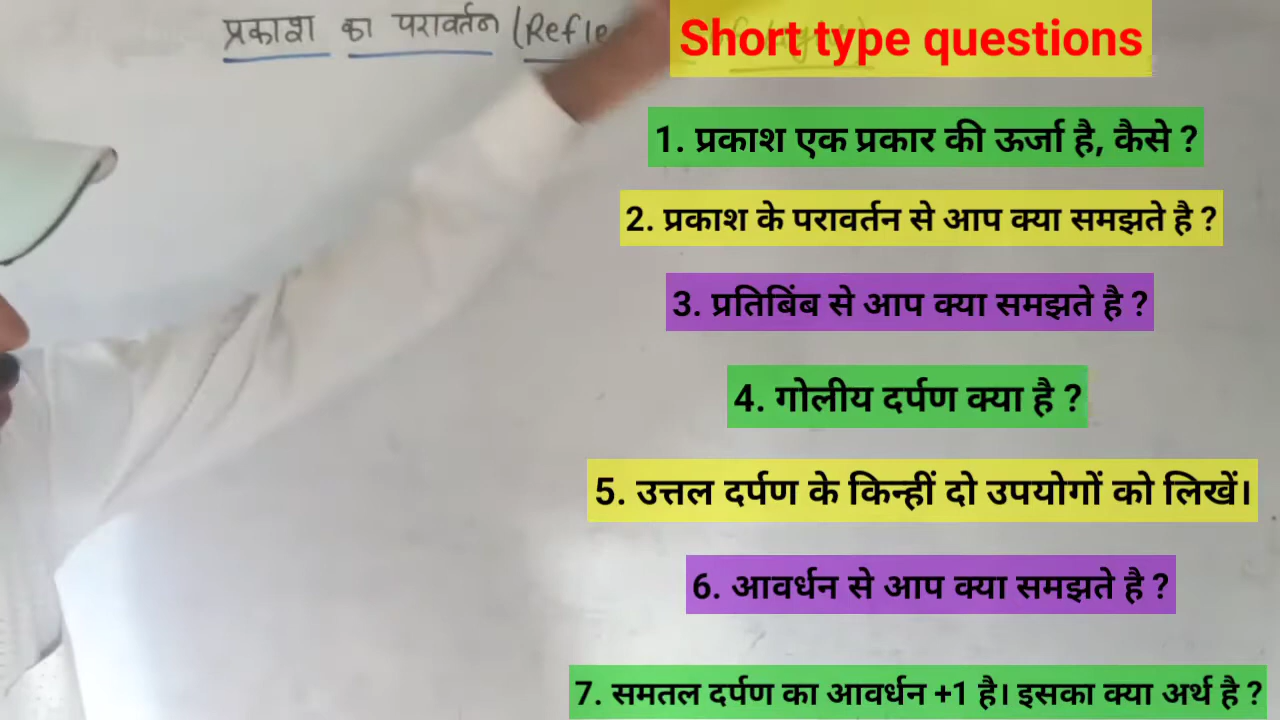 प्रकाश का परावर्तन (Refle
Short type questions
1. प्रकाश एक प्रकार की ऊर्जा है, कैसे ?
2. प्रकाश के परावर्तन से आप क्या समझते है ?
3. प्रतिबिंब से आप क्या समझते है ?
4. गोलीय दर्पण क्या है ?
5. उत्तल दर्पण के किन्हीं दो उपयोगों को लिखें।
6. आवर्धन से आप क्या समझते है ?
7. समतल दर्पण का आवर्धन +1 है। इसका क्या अर्थ है ?